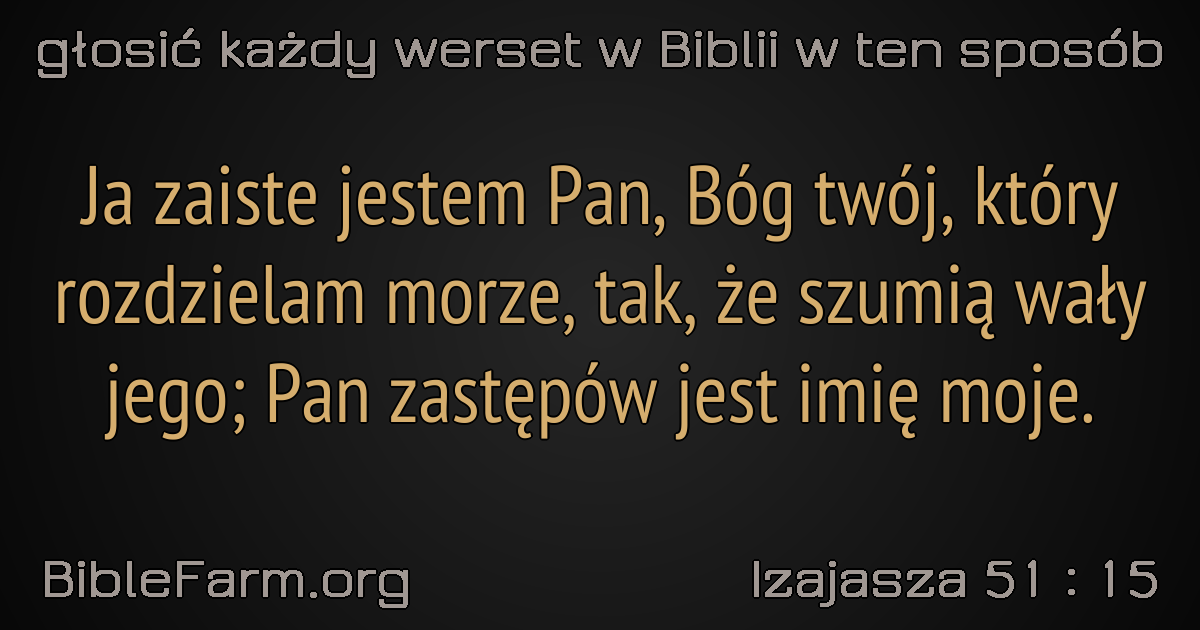 głosić każdy werset w Biblii w ten sposób
Ja zaiste jestem Pan, Bóg twój, który
rozdzielam morze, tak, że szumią wały
jego; Pan zastępów jest imię moje.
BibleFarm.org
Izajasza 51 : 15